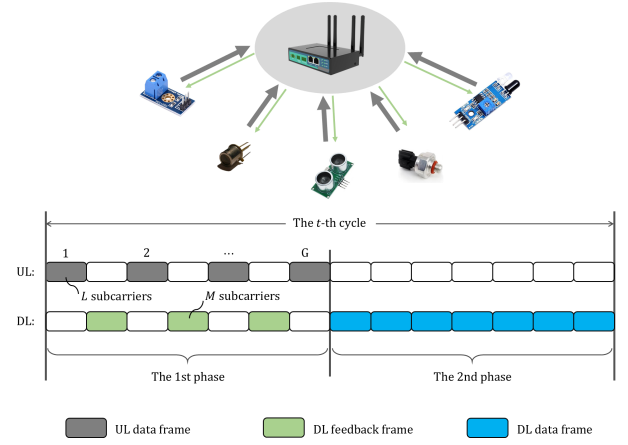 The t-th cycle
1 2 ... G
UL:
L subcarriers M subcarriers
DL:
The 1st phase The 2nd phase
UL data frame DL feedback frame DL data frame